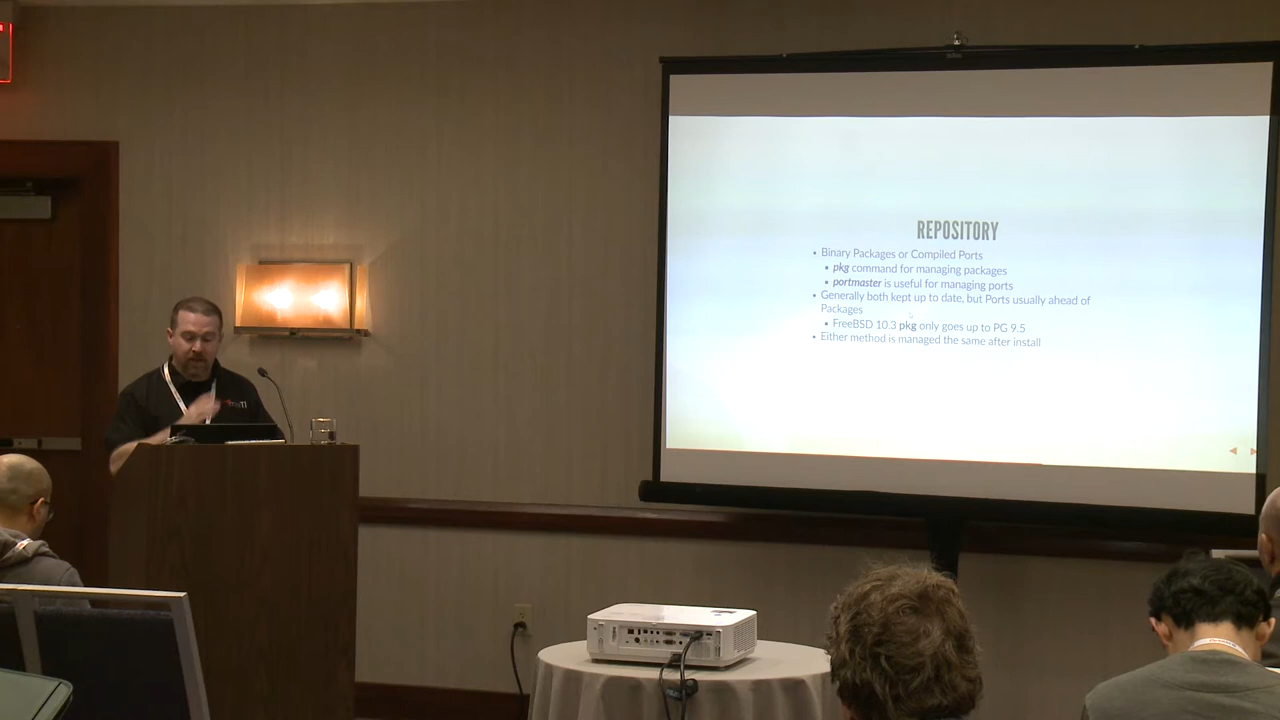 REPOSITORY
• Binary Packages or Compiled Ports
▪ pkg command for managing packages
▪ portmaster is useful for managing ports
• Generally both kept up to date, but Ports usually ahead of
Packages
▪ FreeBSD 10.3 pkg only goes up to PG 9.5
• Either method is managed the same after install